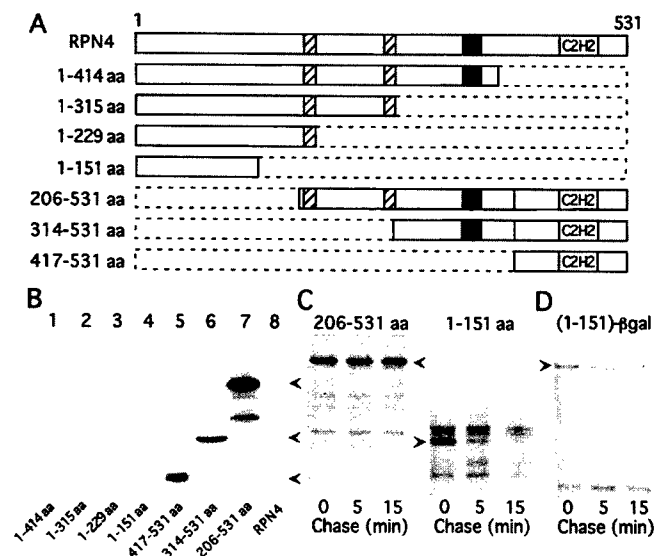 A
1
531
RPN4
C2H2
1-414 aa
1-315 aa
1-229 aa
1-151 aa
206-531 aa
C2H2
314-531 aa
C2H2
417-531 aa
C2H2
B
1 2 3 4 5 6 7 8
1-414 aa
1-315 aa
1-229 aa
1-151 aa
417-531 aa
314-531 aa
206-531 aa
RPN4
C
206-531 aa
1-151 aa
0 5 15
Chase (min)
0 5 15
Chase (min)
D
(1-151)-βgal
0 5 15
Chase (min)